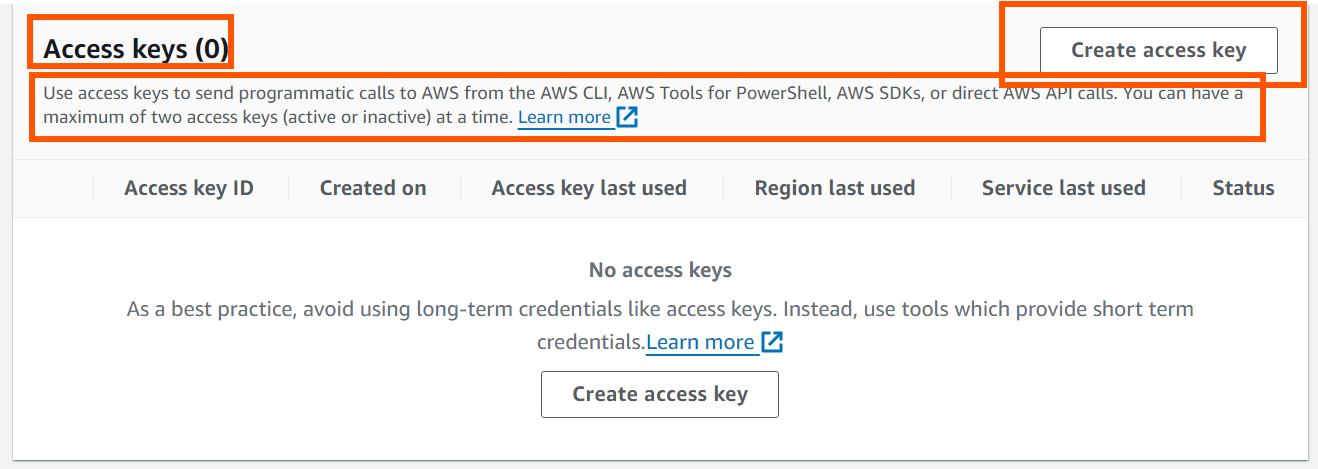 Access keys (0)
Create access key
Use access keys to send programmatic calls to AWS from the AWS CLI, AWS Tools for PowerShell, AWS SDKs, or direct AWS API calls. You can have a
maximum of two access keys (active or inactive) at a time. Learn more
Access key ID Created on Access key last used Region last used Service last used Status
No access keys
As a best practice, avoid using long-term credentials like access keys. Instead, use tools which provide short term
credentials.Learn more
Create access key